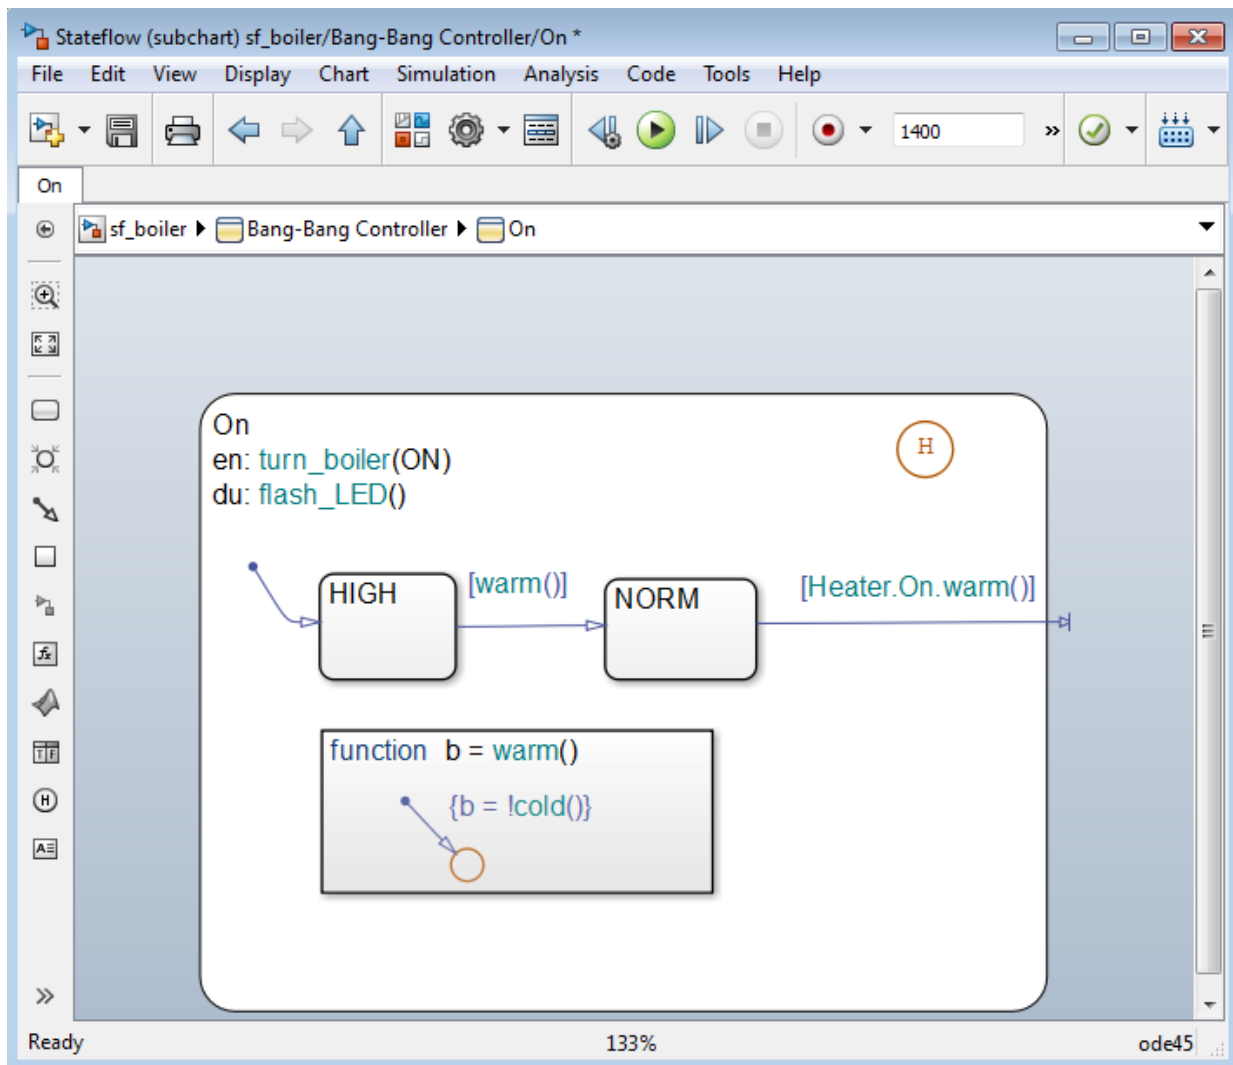 Stateflow (subchart) sf_boiler/Bang-Bang Controller/On *
File Edit View Display Chart Simulation Analysis Code Tools Help
1400 »
On
sf_boiler Bang-Bang Controller On
On
en: turn_boiler(ON)
du: flash_LED()
H
HIGH
[warm()]
NORM
[Heater.On.warm()]
function b = warm()
{b = !cold()}
fx
T F
H
A
»
Ready 133% ode45